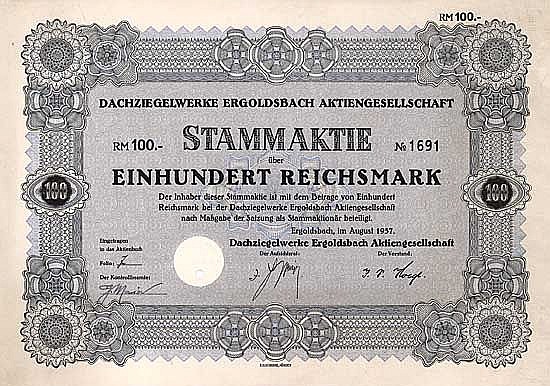 RM 100.-
DACHZIEGELWERKE ERGOLDSBACH AKTIENGESELLSCHAFT
RM 100.- STAMMAKTIE № 1691
über
100 EINHUNDERT REICHSMARK 100
Der Inhaber dieser Stammaktie ist mit dem Betrage von Einhundert
Reichsmark bei der Dachziegelwerke Ergoldsbach Aktiengesellschaft
nach Maßgabe der Satzung als Stammaktionär beteiligt.
Ergoldsbach, im August 1937.
Dachziegelwerke Ergoldsbach Aktiengesellschaft
Der Aufsichtsrat: Der Vorstand:
Eingetragen
in das Aktienbuch
Folio:
Der Kontrollbeamte: